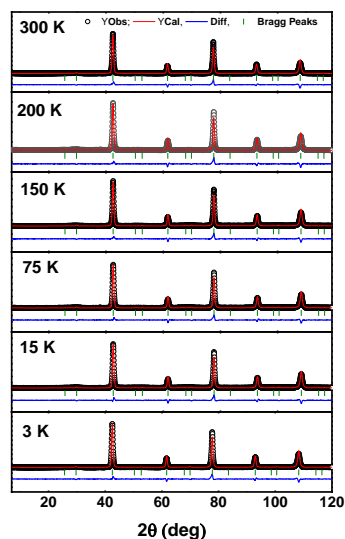 300 K
YObs; YCal, Diff, Bragg Peaks
200 K
150 K
75 K
15 K
3 K
20 40 60 80 100 120
2θ (deg)